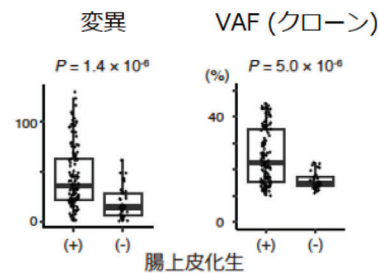 変異
VAF (クローン)
P = 1.4 × 10-6
P = 5.0 × 10-6
(%)
100
0
40
0
(+)
(-)
(+)
(-)
腸上皮化生